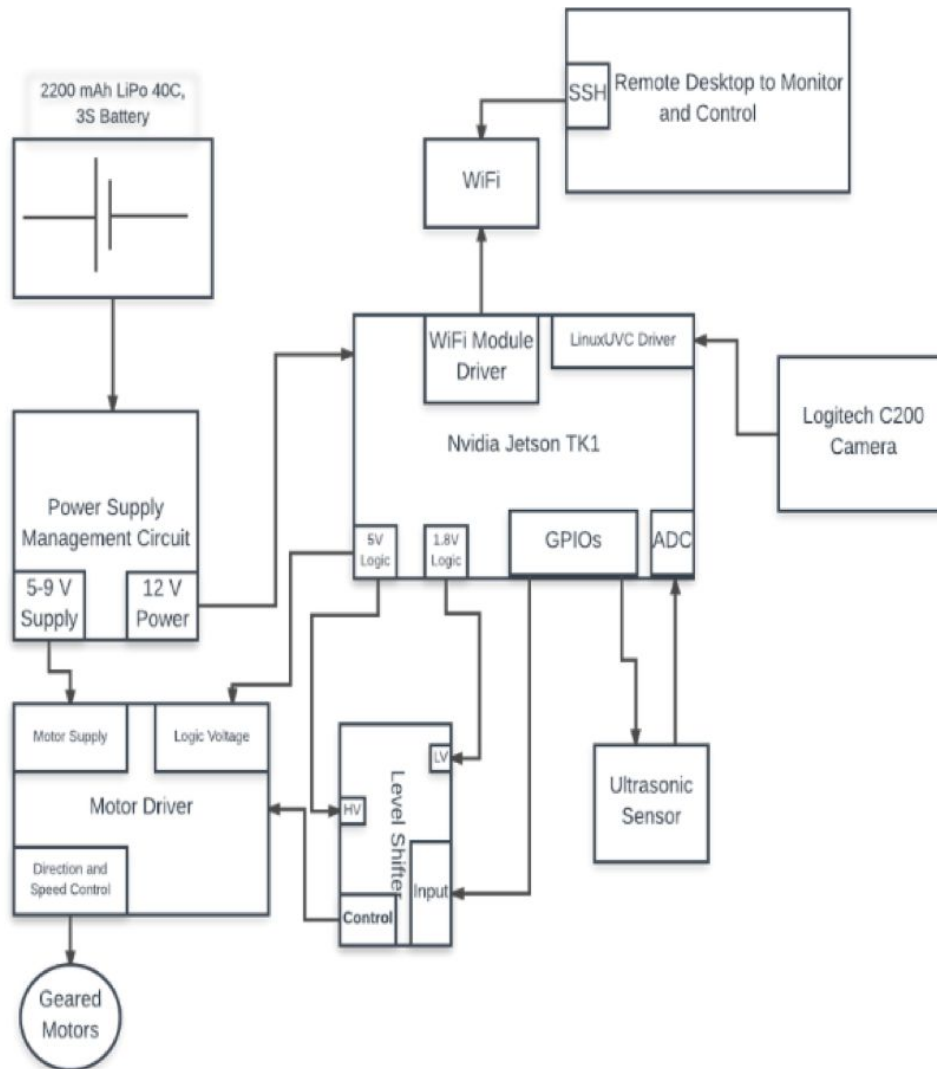 2200 mAh LiPo 40C,
3S Battery
SSH
Remote Desktop to Monitor
and Control
WiFi
WiFi Module
Driver
LinuxUVC Driver
Nvidia Jetson TK1
Logitech C200
Camera
5V
Logic
1.8V
Logic
GPIOs
ADC
Power Supply
Management Circuit
5-9 V
Supply
12 V
Power
Motor Supply
Logic Voltage
Motor Driver
Direction and
Speed Control
LV
HV
Level Shifter
Input
Control
Ultrasonic
Sensor
Geared
Motors